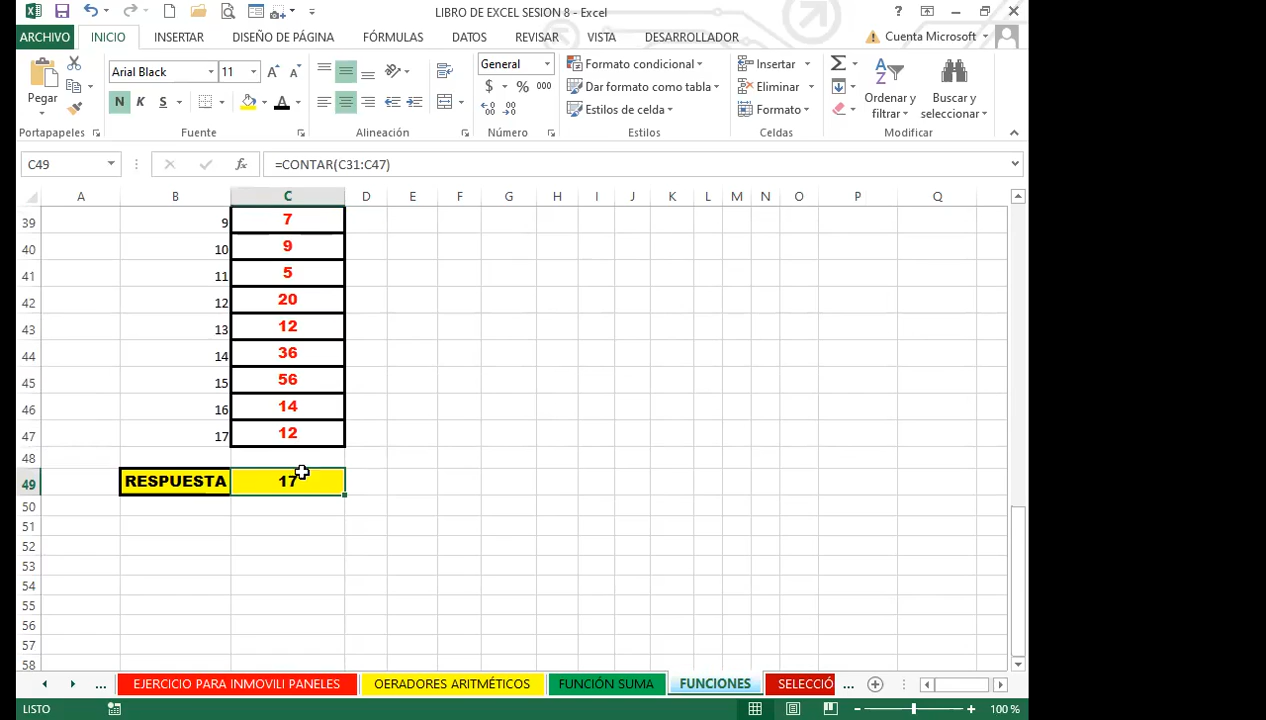 LIBRO DE EXCEL SESION 8 - Excel
?
ARCHIVO INICIO INSERTAR DISEÑO DE PÁGINA FÓRMULAS DATOS REVISAR VISTA DESARROLLADOR Cuenta Microsoft
Pegar
Portapapeles
Arial Black 11
N K S
Fuente
Alineación
General
$ % 000
Número
Formato condicional
Dar formato como tabla
Estilos de celda
Estilos
Insertar
Eliminar
Formato
Celdas
Ordenar y filtrar
Buscar y seleccionar
Modificar
C49 fx =CONTAR(C31:C47)
A B C D E F G H I J K L M N O P Q
39 9 7
40 10 9
41 11 5
42 12 20
43 13 12
44 14 36
45 15 56
46 16 14
47 17 12
48
49 RESPUESTA 17
50
51
52
53
54
55
56
57
58
... EJERCICIO PARA INMOVILI PANELES OERADORES ARITMÉTICOS FUNCIÓN SUMA FUNCIONES SELECCIÓ ...
LISTO 100 %